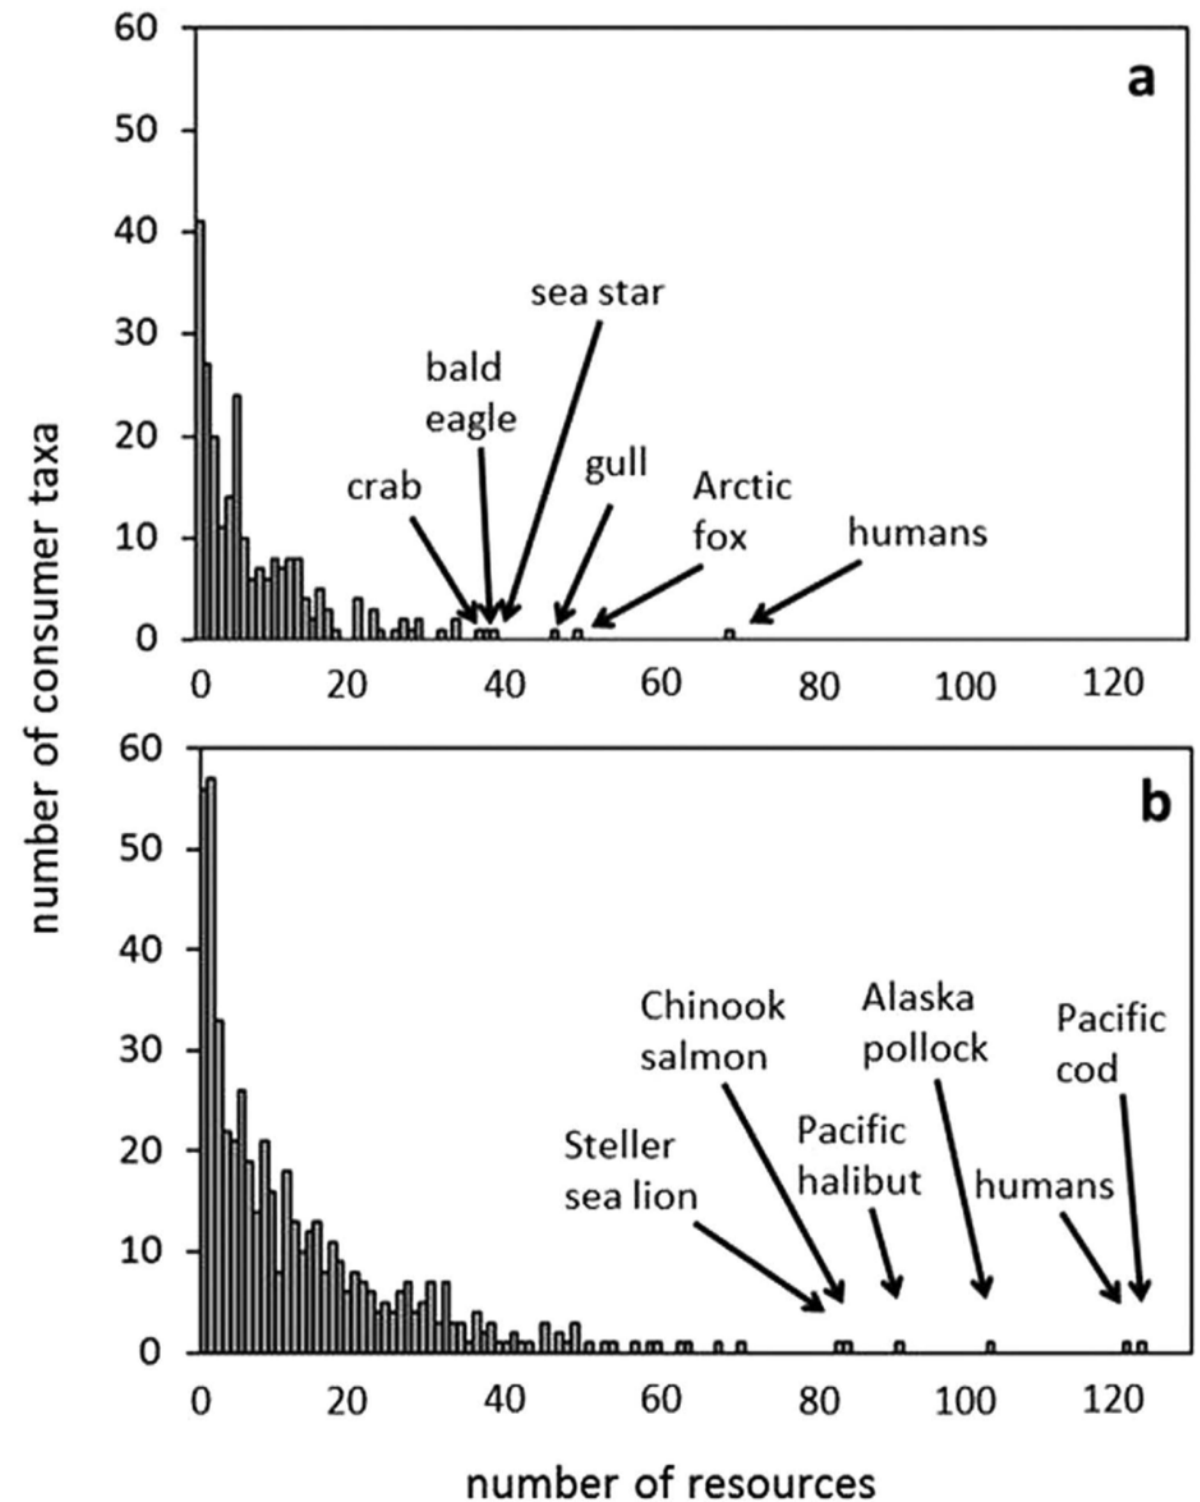 number of consumer taxa
60
a
50
40
30
sea star
bald
eagle
20
gull
crab
Arctic
fox
humans
10
0
0 20 40 60 80 100 120
60
b
50
40
Chinook
salmon
Alaska
pollock
Pacific
cod
30
Steller
sea lion
Pacific
halibut
humans
20
10
0
0 20 40 60 80 100 120
number of resources